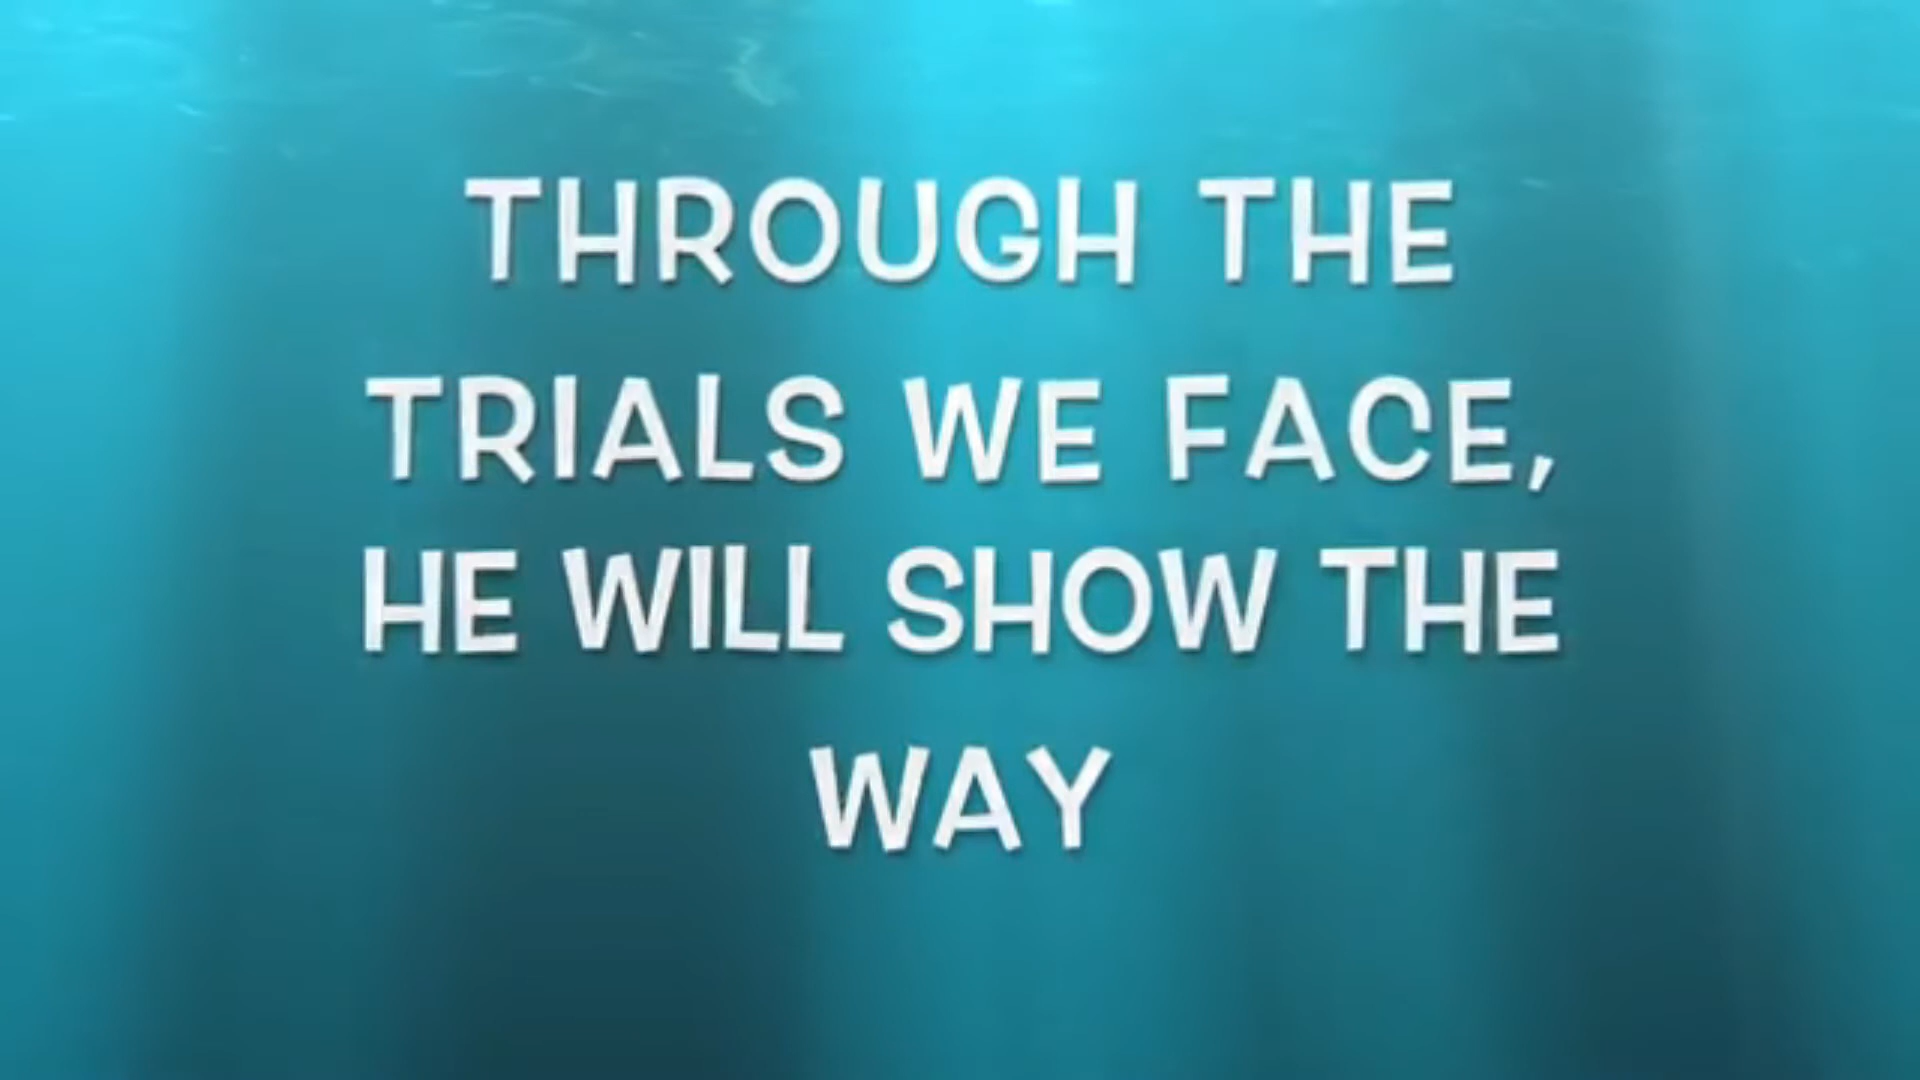 THROUGH THE
TRIALS WE FACE,
HE WILL SHOW THE
WAY